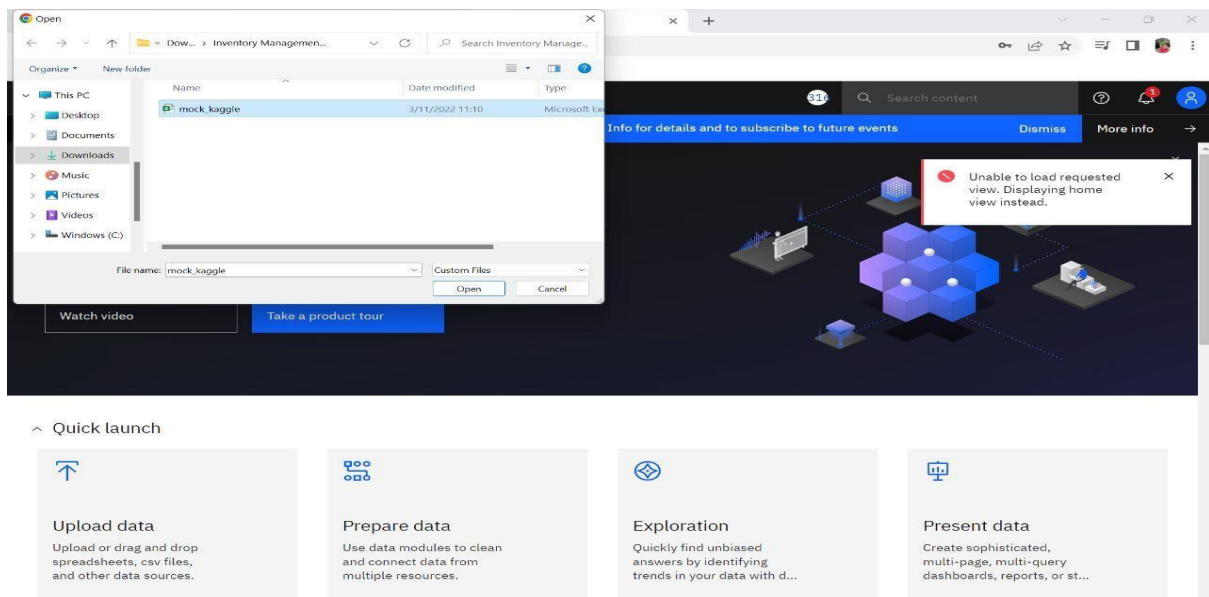 Open
Dow... › Inventory Managemen...
Search Inventory Manage...
Organize
New folder
This PC
Desktop
Documents
Downloads
Music
Pictures
Videos
Windows (C:)
Name
Date modified
Type
mock_kaggle
3/11/2022 11:10
Microsoft Ex
File name:
mock_kaggle
Custom Files
Open
Cancel
Search content
1
Info for details and to subscribe to future events
Dismiss
More info
Unable to load requested
view. Displaying home
view instead.
Watch video
Take a product tour
Quick launch
Upload data
Upload or drag and drop
spreadsheets, csv files,
and other data sources.
Prepare data
Use data modules to clean
and connect data from
multiple resources.
Exploration
Quickly find unbiased
answers by identifying
trends in your data with d...
Present data
Create sophisticated,
multi-page, multi-query
dashboards, reports, or st...